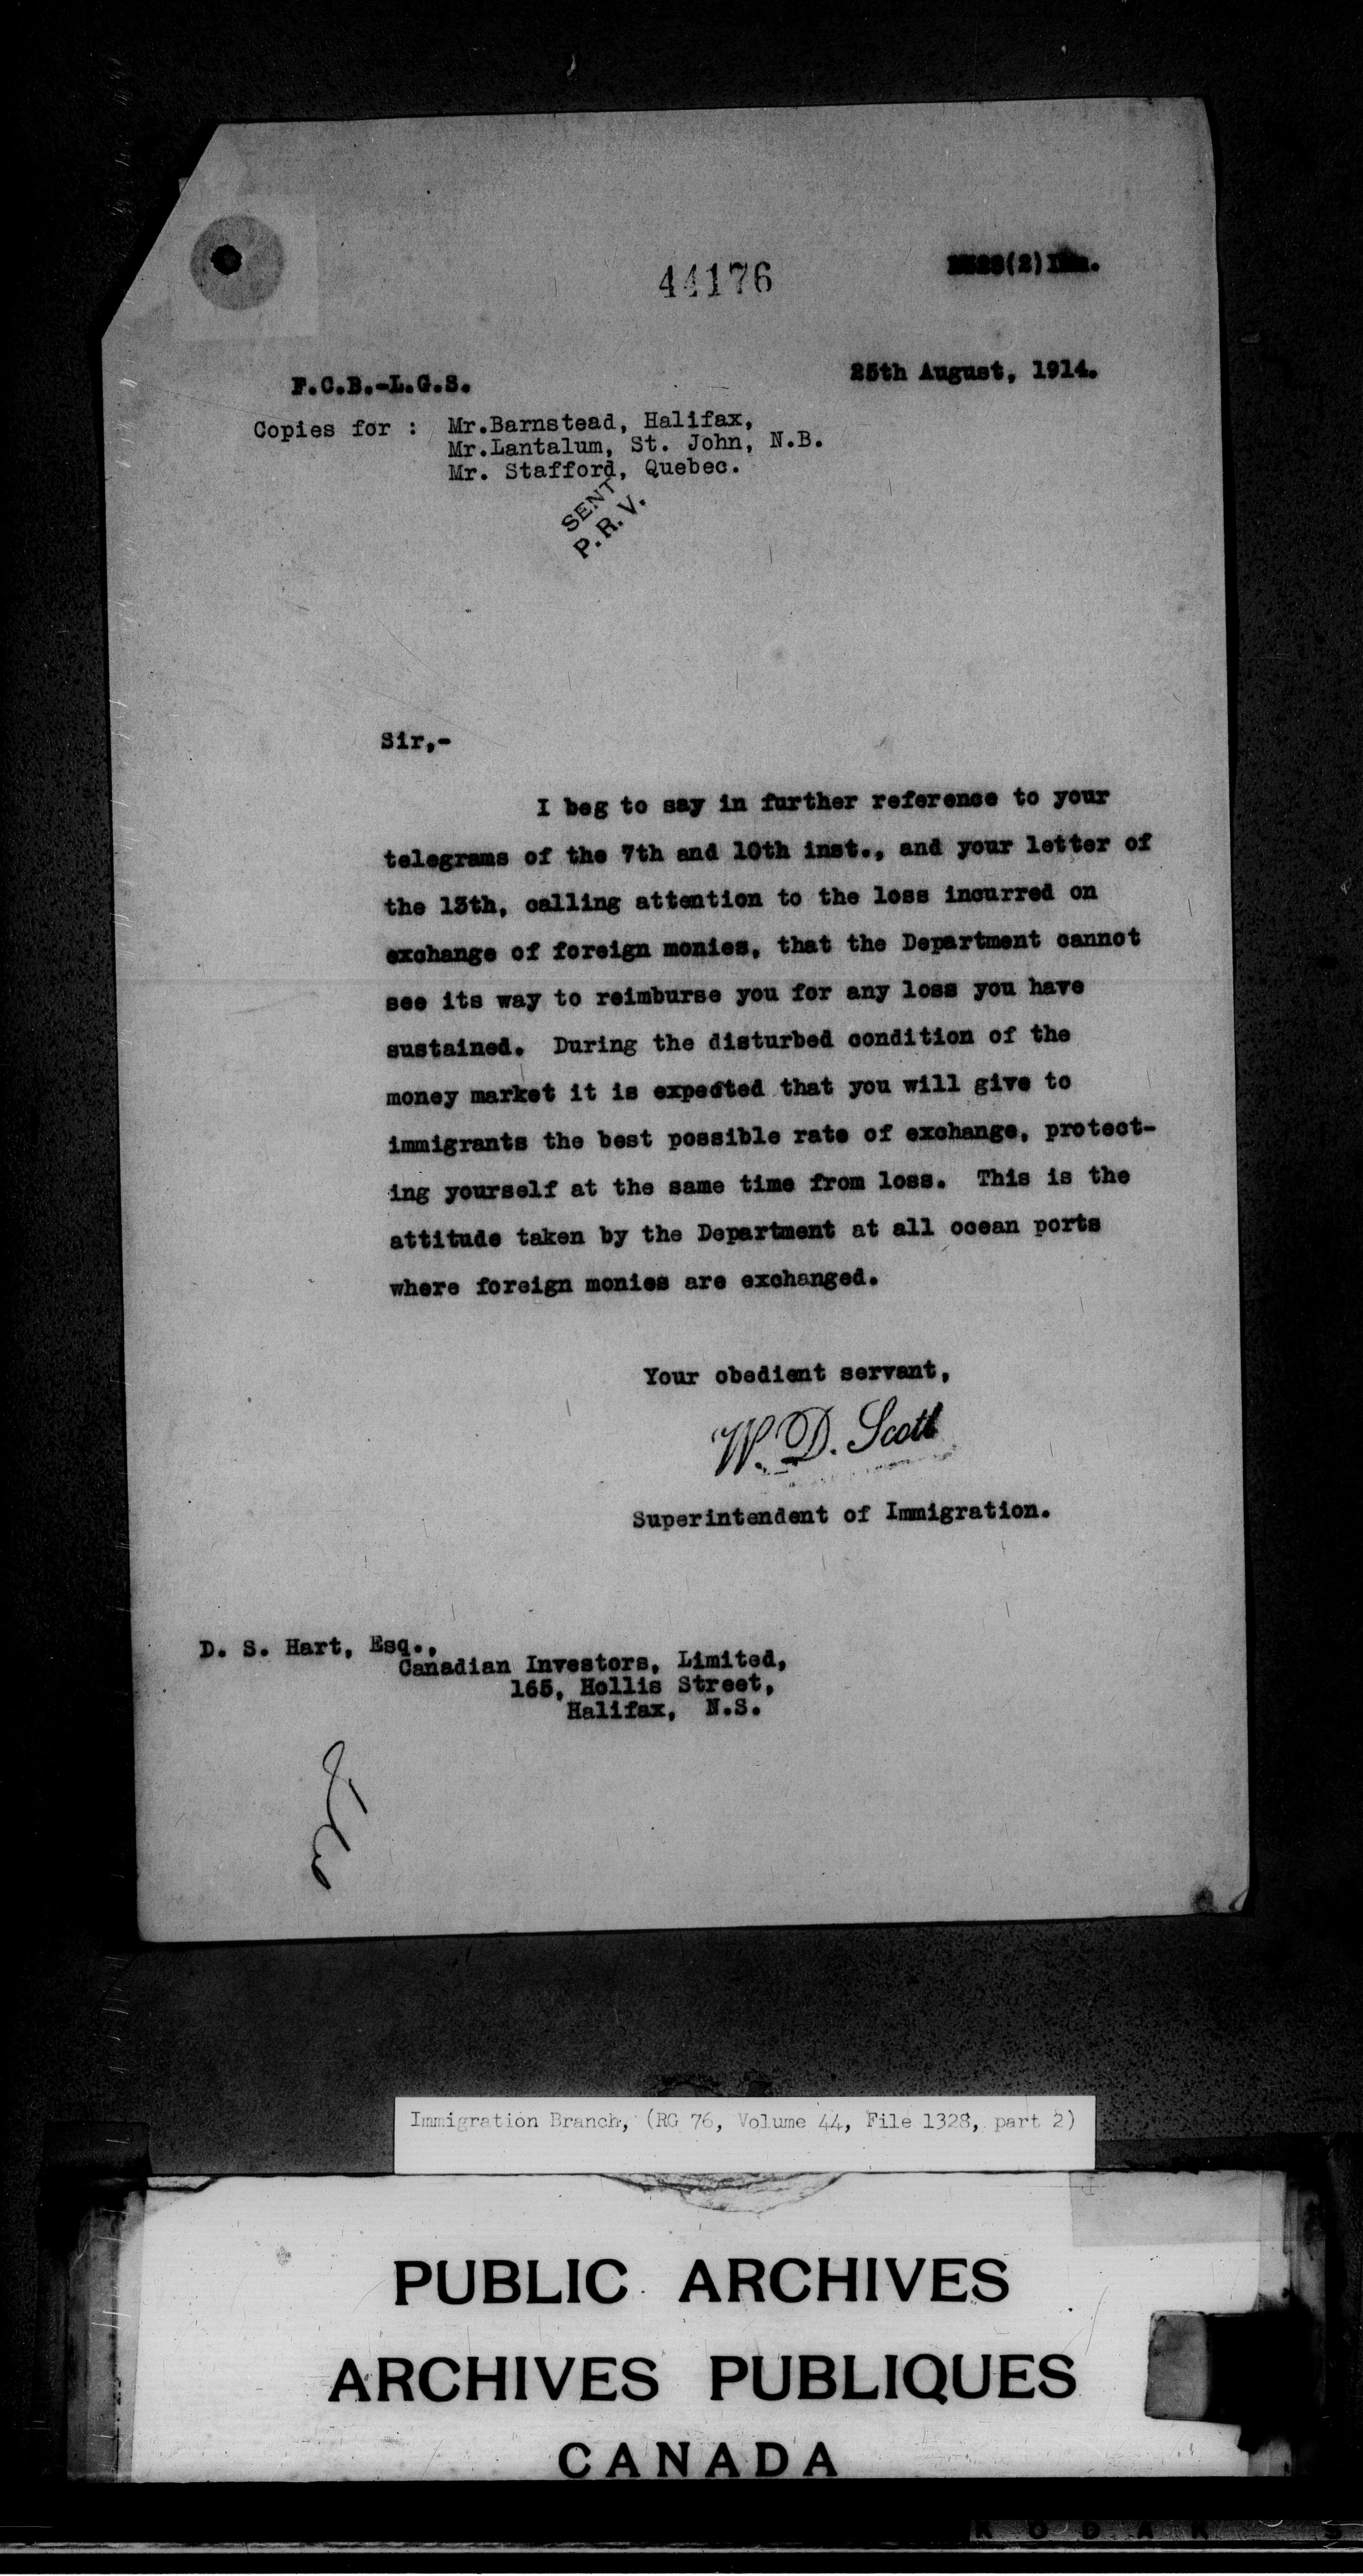 44176
(2)Imm.
25th August, 1914.
F.C.B.-L.G.S.
Copies for : Mr.Barnstead, Halifax,
Mr.Lantalum, St. John, N.B.
Mr. Stafford, Quebec.
SENT
P.R.V.
Sir,-
I beg to say in further reference to your
telegrams of the 7th and 10th inst., and your letter of
the 13th, calling attention to the loss incurred on
exchange of foreign monies, that the Department cannot
see its way to reimburse you for any loss you have
sustained. During the disturbed condition of the
money market it is expected that you will give to
immigrants the best possible rate of exchange, protect-
ing yourself at the same time from loss. This is the
attitude taken by the Department at all ocean ports
where foreign monies are exchanged.
Your obedient servant,
W. D. Scott
Superintendent of Immigration.
D. S. Hart, Esq.,
Canadian Investors, Limited,
165, Hollis Street,
Halifax, N.S.
Immigration Branch, (RG 76, Volume 44, File 1328, part 2)
PUBLIC ARCHIVES
ARCHIVES PUBLIQUES
CANADA
KODAK S